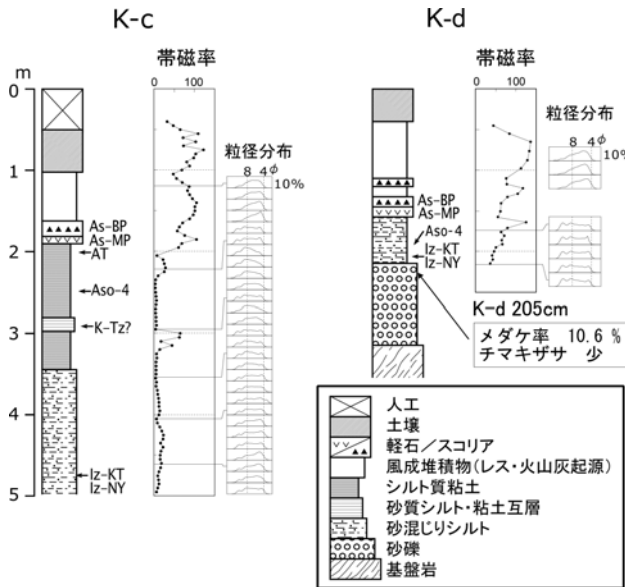 K-c
K-d
帯磁率
m
0 100
0
1
2
3
4
5
粒径分布
8 4 φ
10%
As-BP
As-MP
AT
Aso-4
K-Tz?
Iz-KT
Iz-NY
帯磁率
0 100
粒径分布
8 4 φ
10%
As-BP
As-MP
Aso-4
Iz-KT
Iz-NY
K-d 205cm
メダケ率 10.6 %
チマキザサ 少
人工
土壌
軽石/スコリア
風成堆積物(レス・火山灰起源)
シルト質粘土
砂質シルト・粘土互層
砂混じりシルト
砂礫
基盤岩